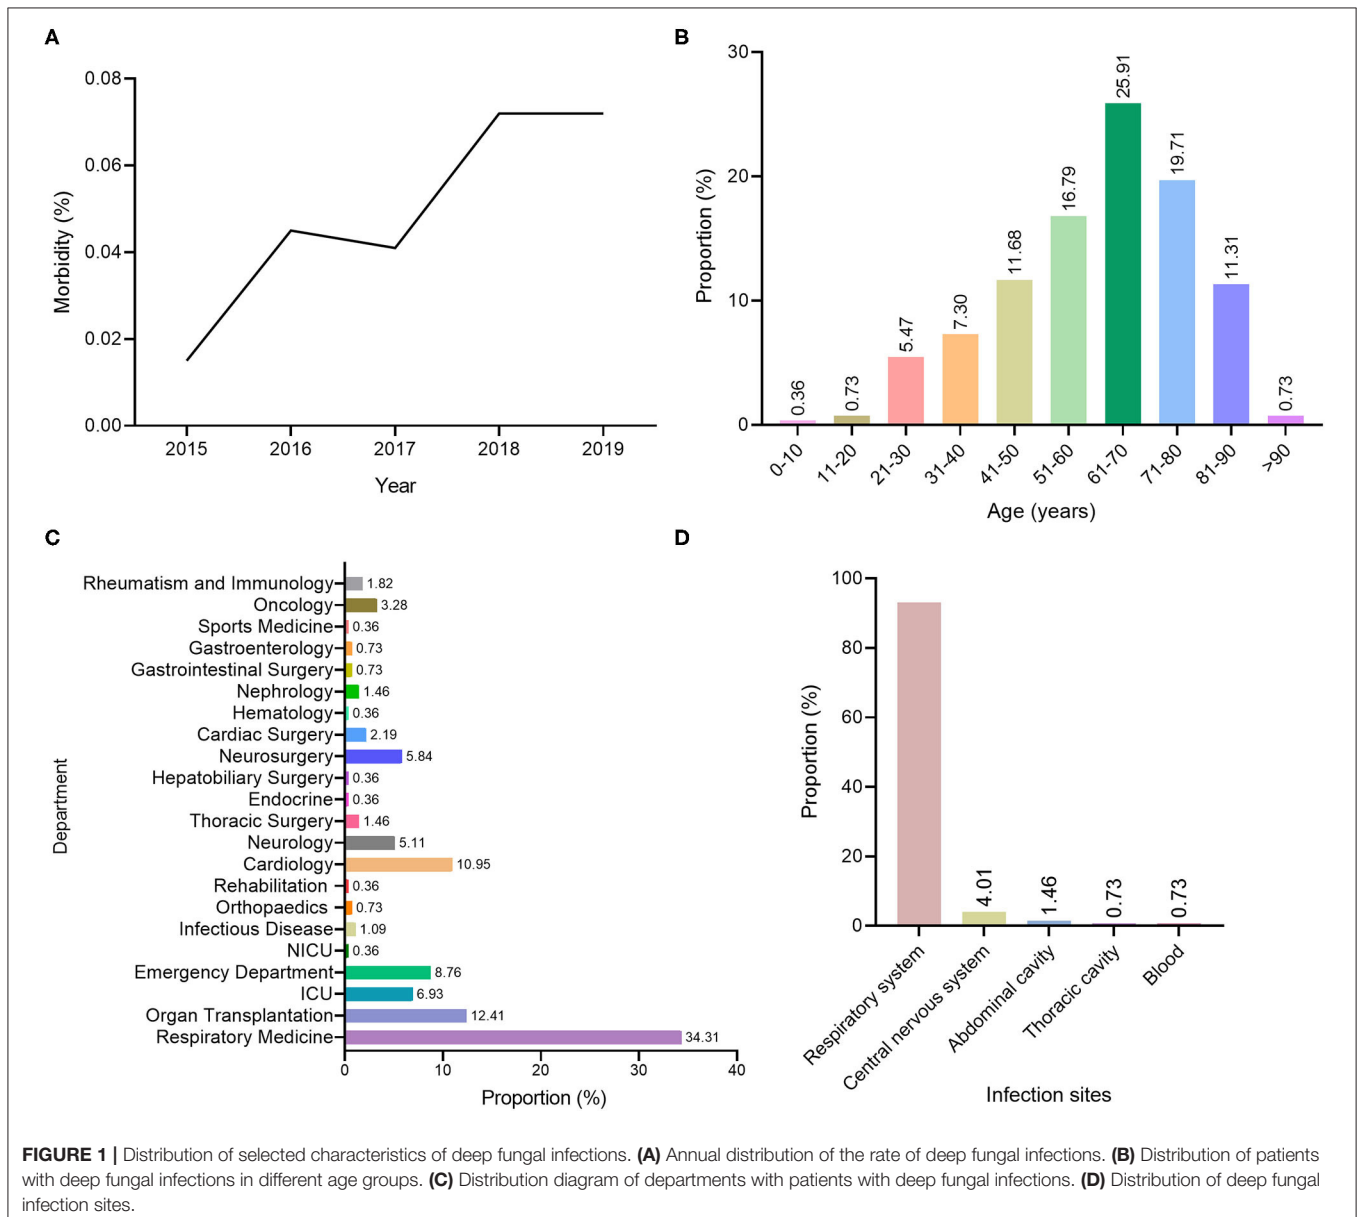 A
0.08
0.06
0.04
0.02
0.00
Morbidity (%)
2015 2016 2017 2018 2019
Year
B
30
20
10
0
Proportion (%)
0.36 0.73 5.47 7.30 11.68 16.79 25.91 19.71 11.31 0.73
0-10 11-20 21-30 31-40 41-50 51-60 61-70 71-80 81-90 >90
Age (years)
C
Department
Rheumatism and Immunology 1.82
Oncology 3.28
Sports Medicine 0.36
Gastroenterology 0.73
Gastrointestinal Surgery 0.73
Nephrology 1.46
Hematology 0.36
Cardiac Surgery 2.19
Neurosurgery 5.84
Hepatobiliary Surgery 0.36
Endocrine 0.36
Thoracic Surgery 1.46
Neurology 5.11
Cardiology 10.95
Rehabilitation 0.36
Orthopaedics 0.73
Infectious Disease 1.09
NICU 0.36
Emergency Department 8.76
ICU 6.93
Organ Transplantation 12.41
Respiratory Medicine 34.31
0 10 20 30 40
Proportion (%)
D
100
80
60
40
20
0
Proportion (%)
4.01 1.46 0.73 0.73
Respiratory system
Central nervous system
Abdominal cavity
Thoracic cavity
Blood
Infection sites
FIGURE 1 | Distribution of selected characteristics of deep fungal infections. (A) Annual distribution of the rate of deep fungal infections. (B) Distribution of patients
with deep fungal infections in different age groups. (C) Distribution diagram of departments with patients with deep fungal infections. (D) Distribution of deep fungal
infection sites.